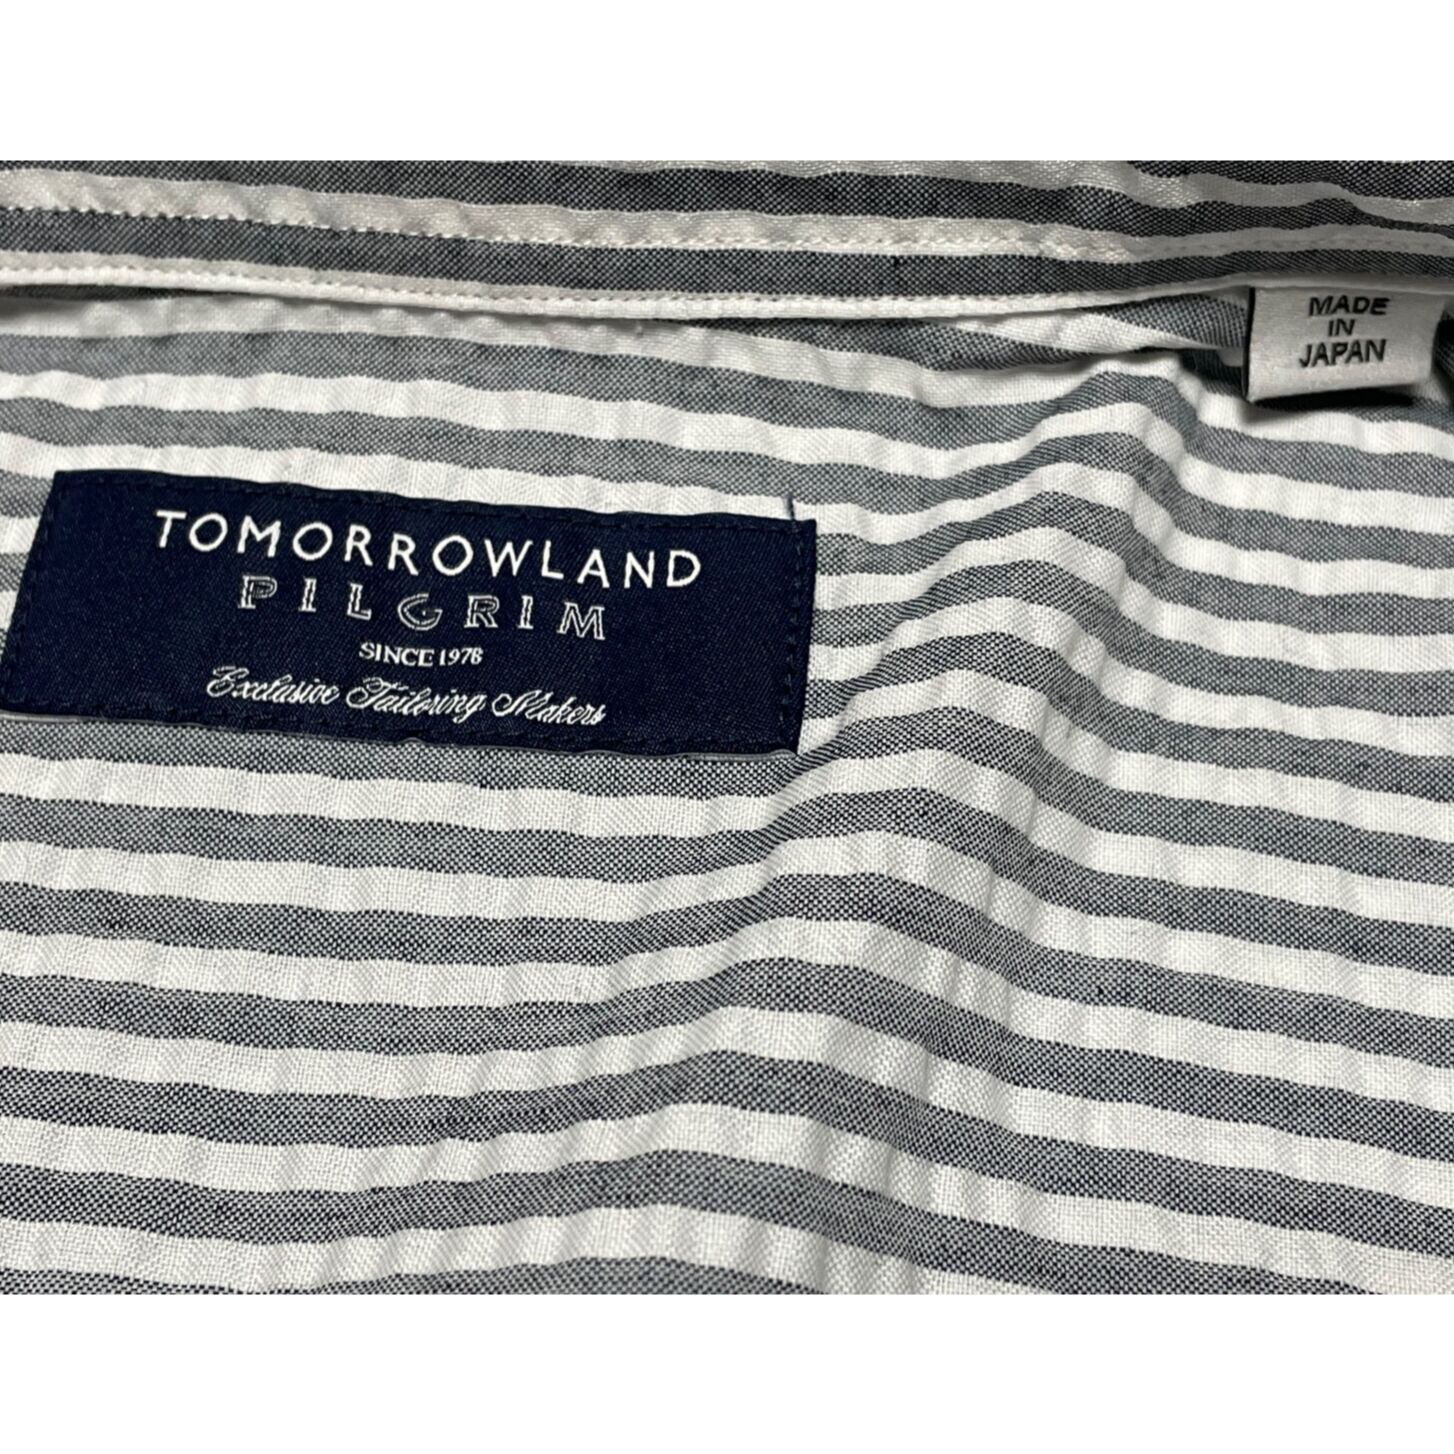 MADE
IN
JAPAN
TOMORROWLAND
PILGRIM
SINCE 1978
Exclusive Tailoring Makers